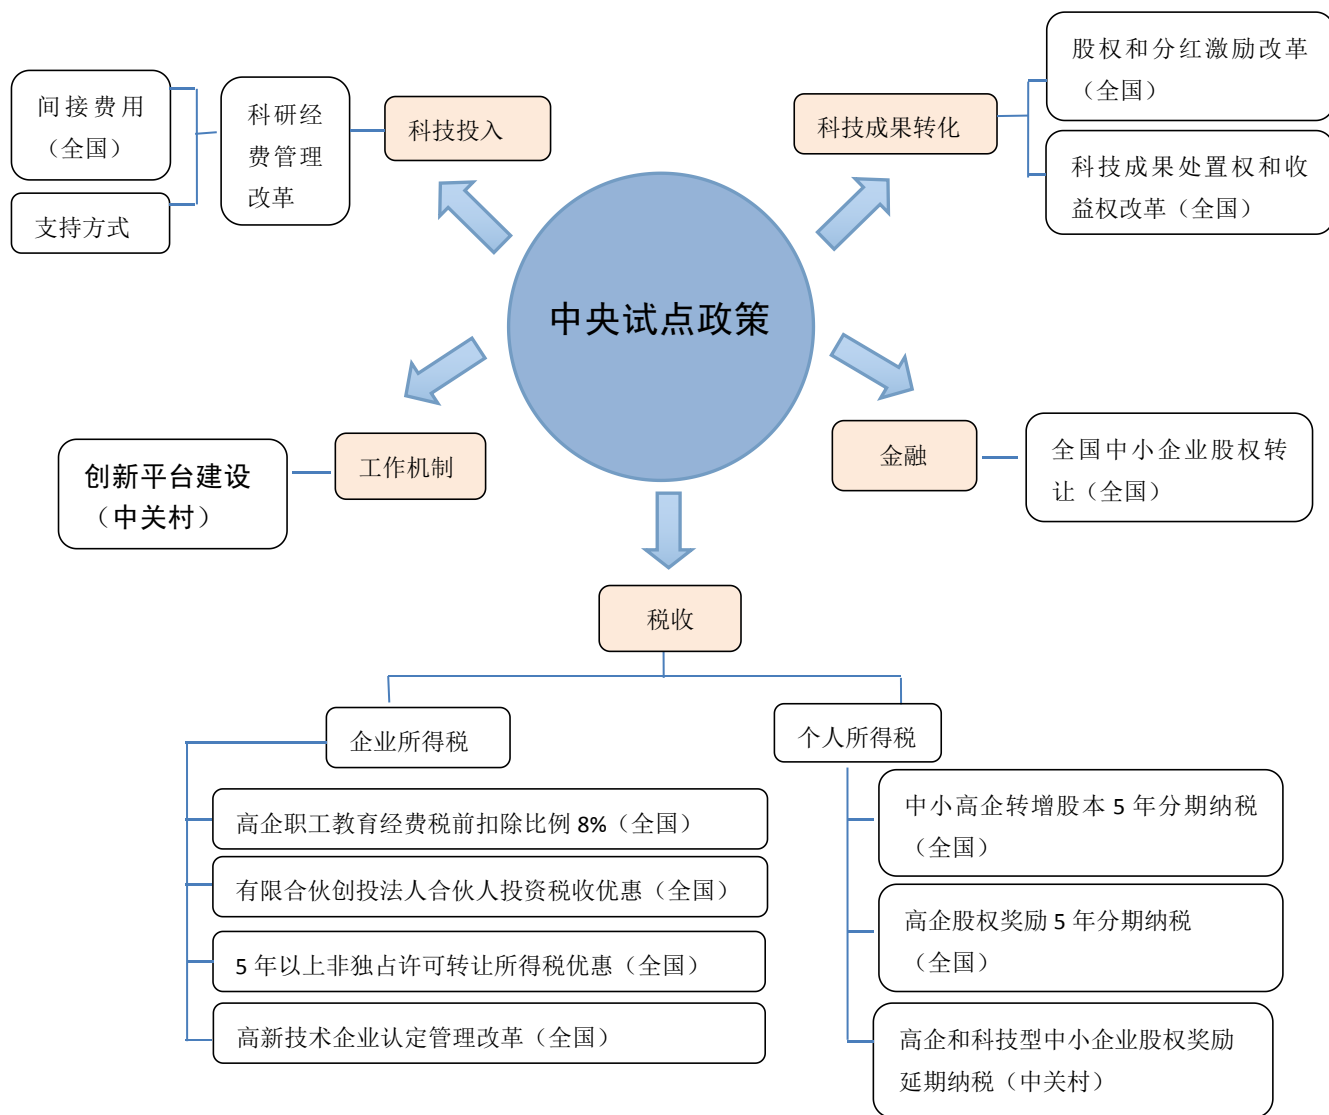 股权和分红激励改革
（全国）
间接费用
（全国）
科研经
费管理
改革
科技投入
科技成果转化
科技成果处置权和收
益权改革（全国）
支持方式
中央试点政策
创新平台建设
（中关村）
工作机制
金融
全国中小企业股权转
让（全国）
税收
企业所得税
个人所得税
高企职工教育经费税前扣除比例 8%（全国）
有限合伙创投法人合伙人投资税收优惠（全国）
5 年以上非独占许可转让所得税优惠（全国）
高新技术企业认定管理改革（全国）
中小高企转增股本 5 年分期纳税
（全国）
高企股权奖励 5 年分期纳税
（全国）
高企和科技型中小企业股权奖励
延期纳税（中关村）